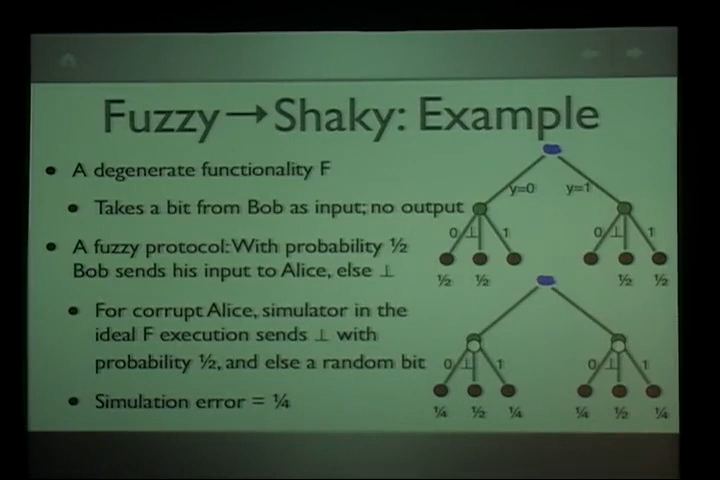 Fuzzy→Shaky: Example
• A degenerate functionality F
• Takes a bit from Bob as input; no output
• A fuzzy protocol: With probability ½
Bob sends his input to Alice, else ⊥
• For corrupt Alice, simulator in the
ideal F execution sends ⊥ with
probability ½, and else a random bit
• Simulation error = ¼
y=0 y=1
0 ⊥ 1 0 ⊥ 1
½ ½ ½ ½
0 ⊥ 1 0 ⊥ 1
¼ ½ ¼ ¼ ½ ¼